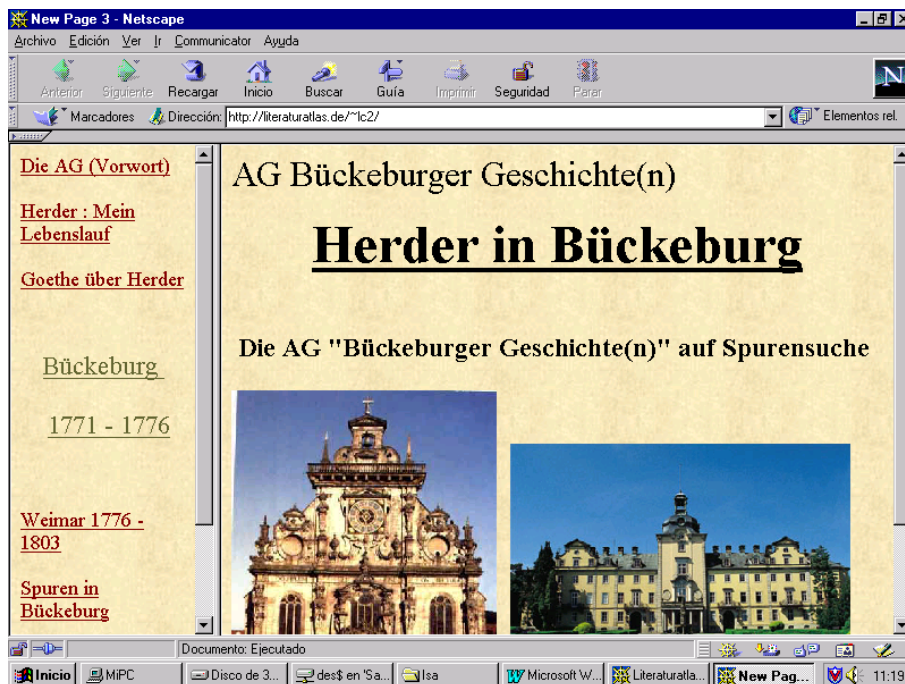 New Page 3 - Netscape
Archivo Edición Ver Ir Communicator Ayuda
Anterior Siguiente Recargar Inicio Buscar Guía Imprimir Seguridad Parar
N
Marcadores Dirección: http://literaturatlas.de/~lc2/ Elementos rel.
Die AG (Vorwort)
Herder : Mein
Lebenslauf
Goethe über Herder
Bückeburg
1771 - 1776
Weimar 1776 -
1803
Spuren in
Bückeburg
AG Bückeburger Geschichte(n)
Herder in Bückeburg
Die AG "Bückeburger Geschichte(n)" auf Spurensuche
Documento: Ejecutado
Inicio MiPC Disco de 3... des$ en 'Sa... Isa Microsoft W... Literaturatla... New Pag... 11:19